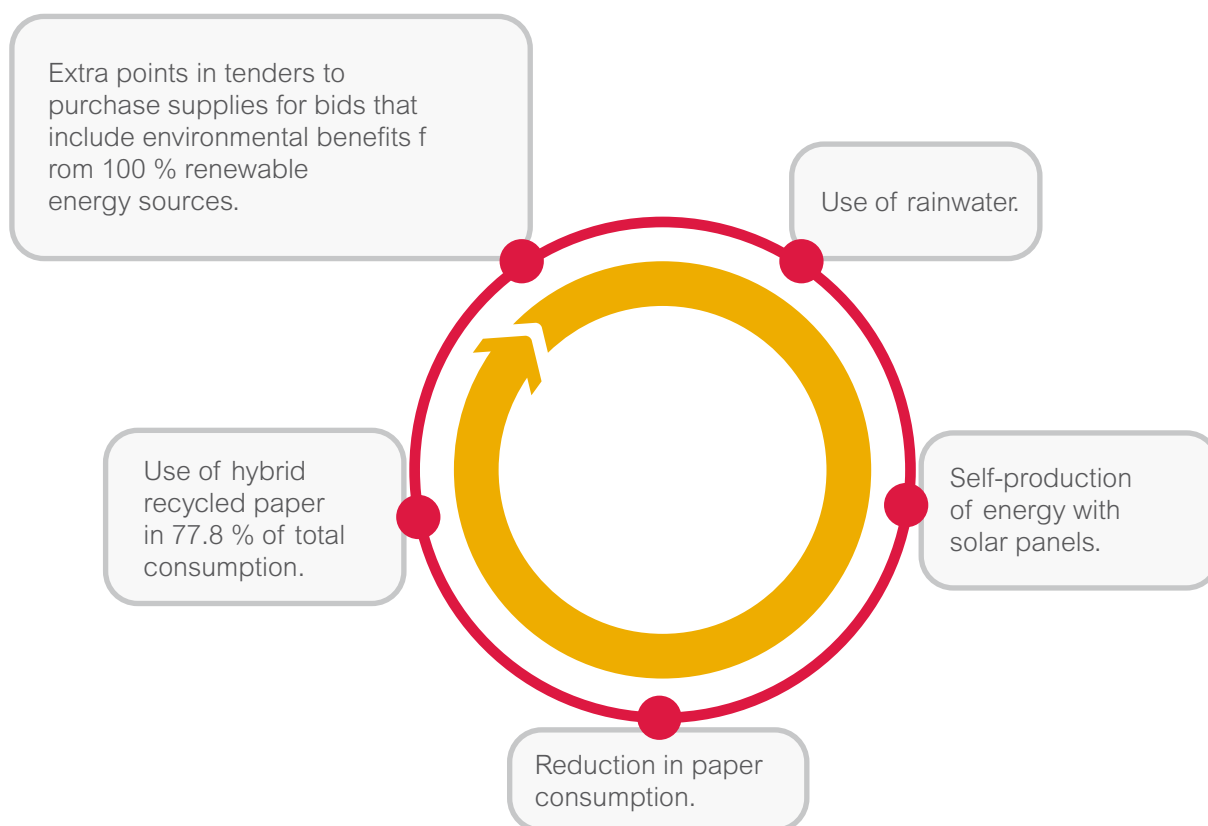 Extra points in tenders to
purchase supplies for bids that
include environmental benefits f
rom 100 % renewable
energy sources.
Use of rainwater.
Use of hybrid
recycled paper
in 77.8 % of total
consumption.
Self-production
of energy with
solar panels.
Reduction in paper
consumption.